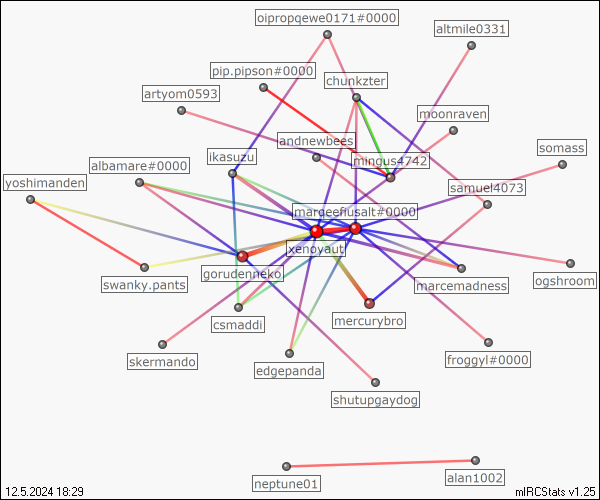 oipropqewe0171#0000
altmile0331
pip.pipson#0000
chunkzter
artyom0593
moonraven
andnewbees
somass
ikasuzu
mingus4742
albamare#0000
yoshimanden
samuel4073
margeefiusalt#0000
xenoyaut
gorudenneko
swanky.pants
marcemadness
ogshroom
csmaddi
mercurybro
skermando
edgepanda
froggyl#0000
shutupgaydog
neptune01
alan1002
12.5.2024 18:29
mIRCStats v1.25